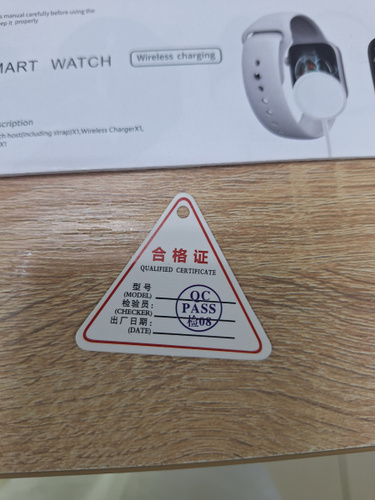 s manual carefully before using the
ep it properly.
MART WATCH
Wireless charging
scription
ch host(including strap)X1,Wireless ChargerX1,
X1
合格证
QUALIFIED CERTIFICATE
型号
(MODEL)
检验员:
(CHECKER)
出厂日期:
(DATE)
QC
PASS
检08